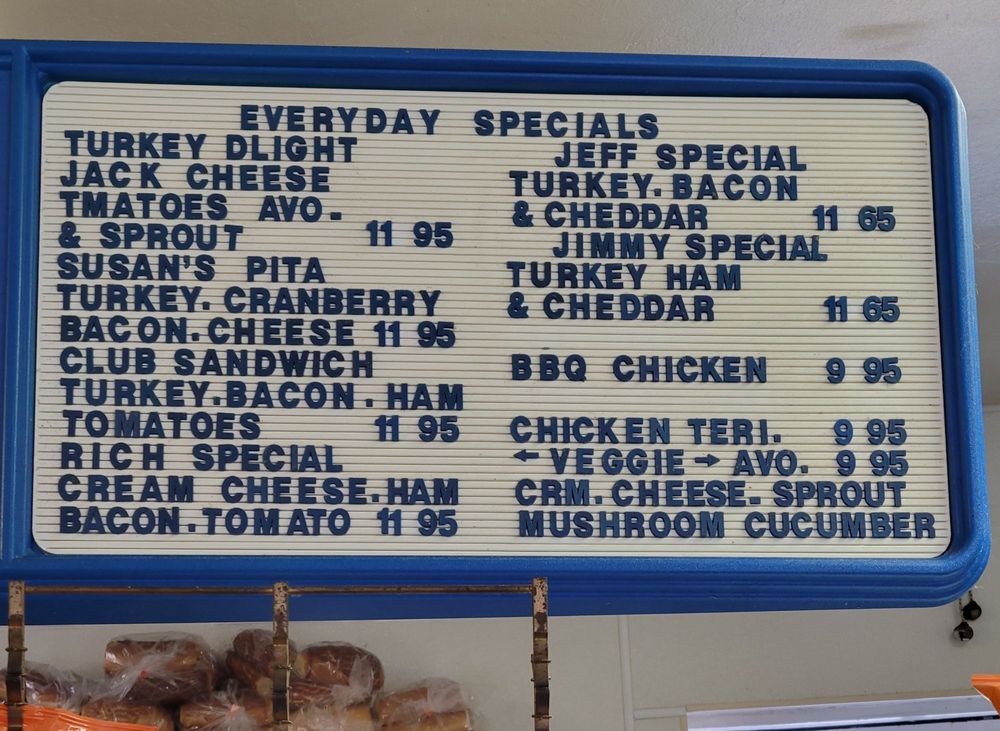 EVERYDAY SPECIALS
TURKEY DLIGHT
JACK CHEESE
TMATOES AVO.
& SPROUT 11 95
SUSAN'S PITA
TURKEY. CRANBERRY
BACON.CHEESE 11 95
CLUB SANDWICH
TURKEY.BACON. HAM
TOMATOES 11 95
RICH SPECIAL
CREAM CHEESE.HAM
BACON.TOMATO 11 95
JEFF SPECIAL
TURKEY. BACON
& CHEDDAR 11 65
JIMMY SPECIAL
TURKEY HAM
& CHEDDAR 11 65
BBQ CHICKEN 9 95
CHICKEN TERI. 9 95
← VEGGIE → AVO. 9 95
CRM. CHEESE. SPROUT
MUSHROOM CUCUMBER